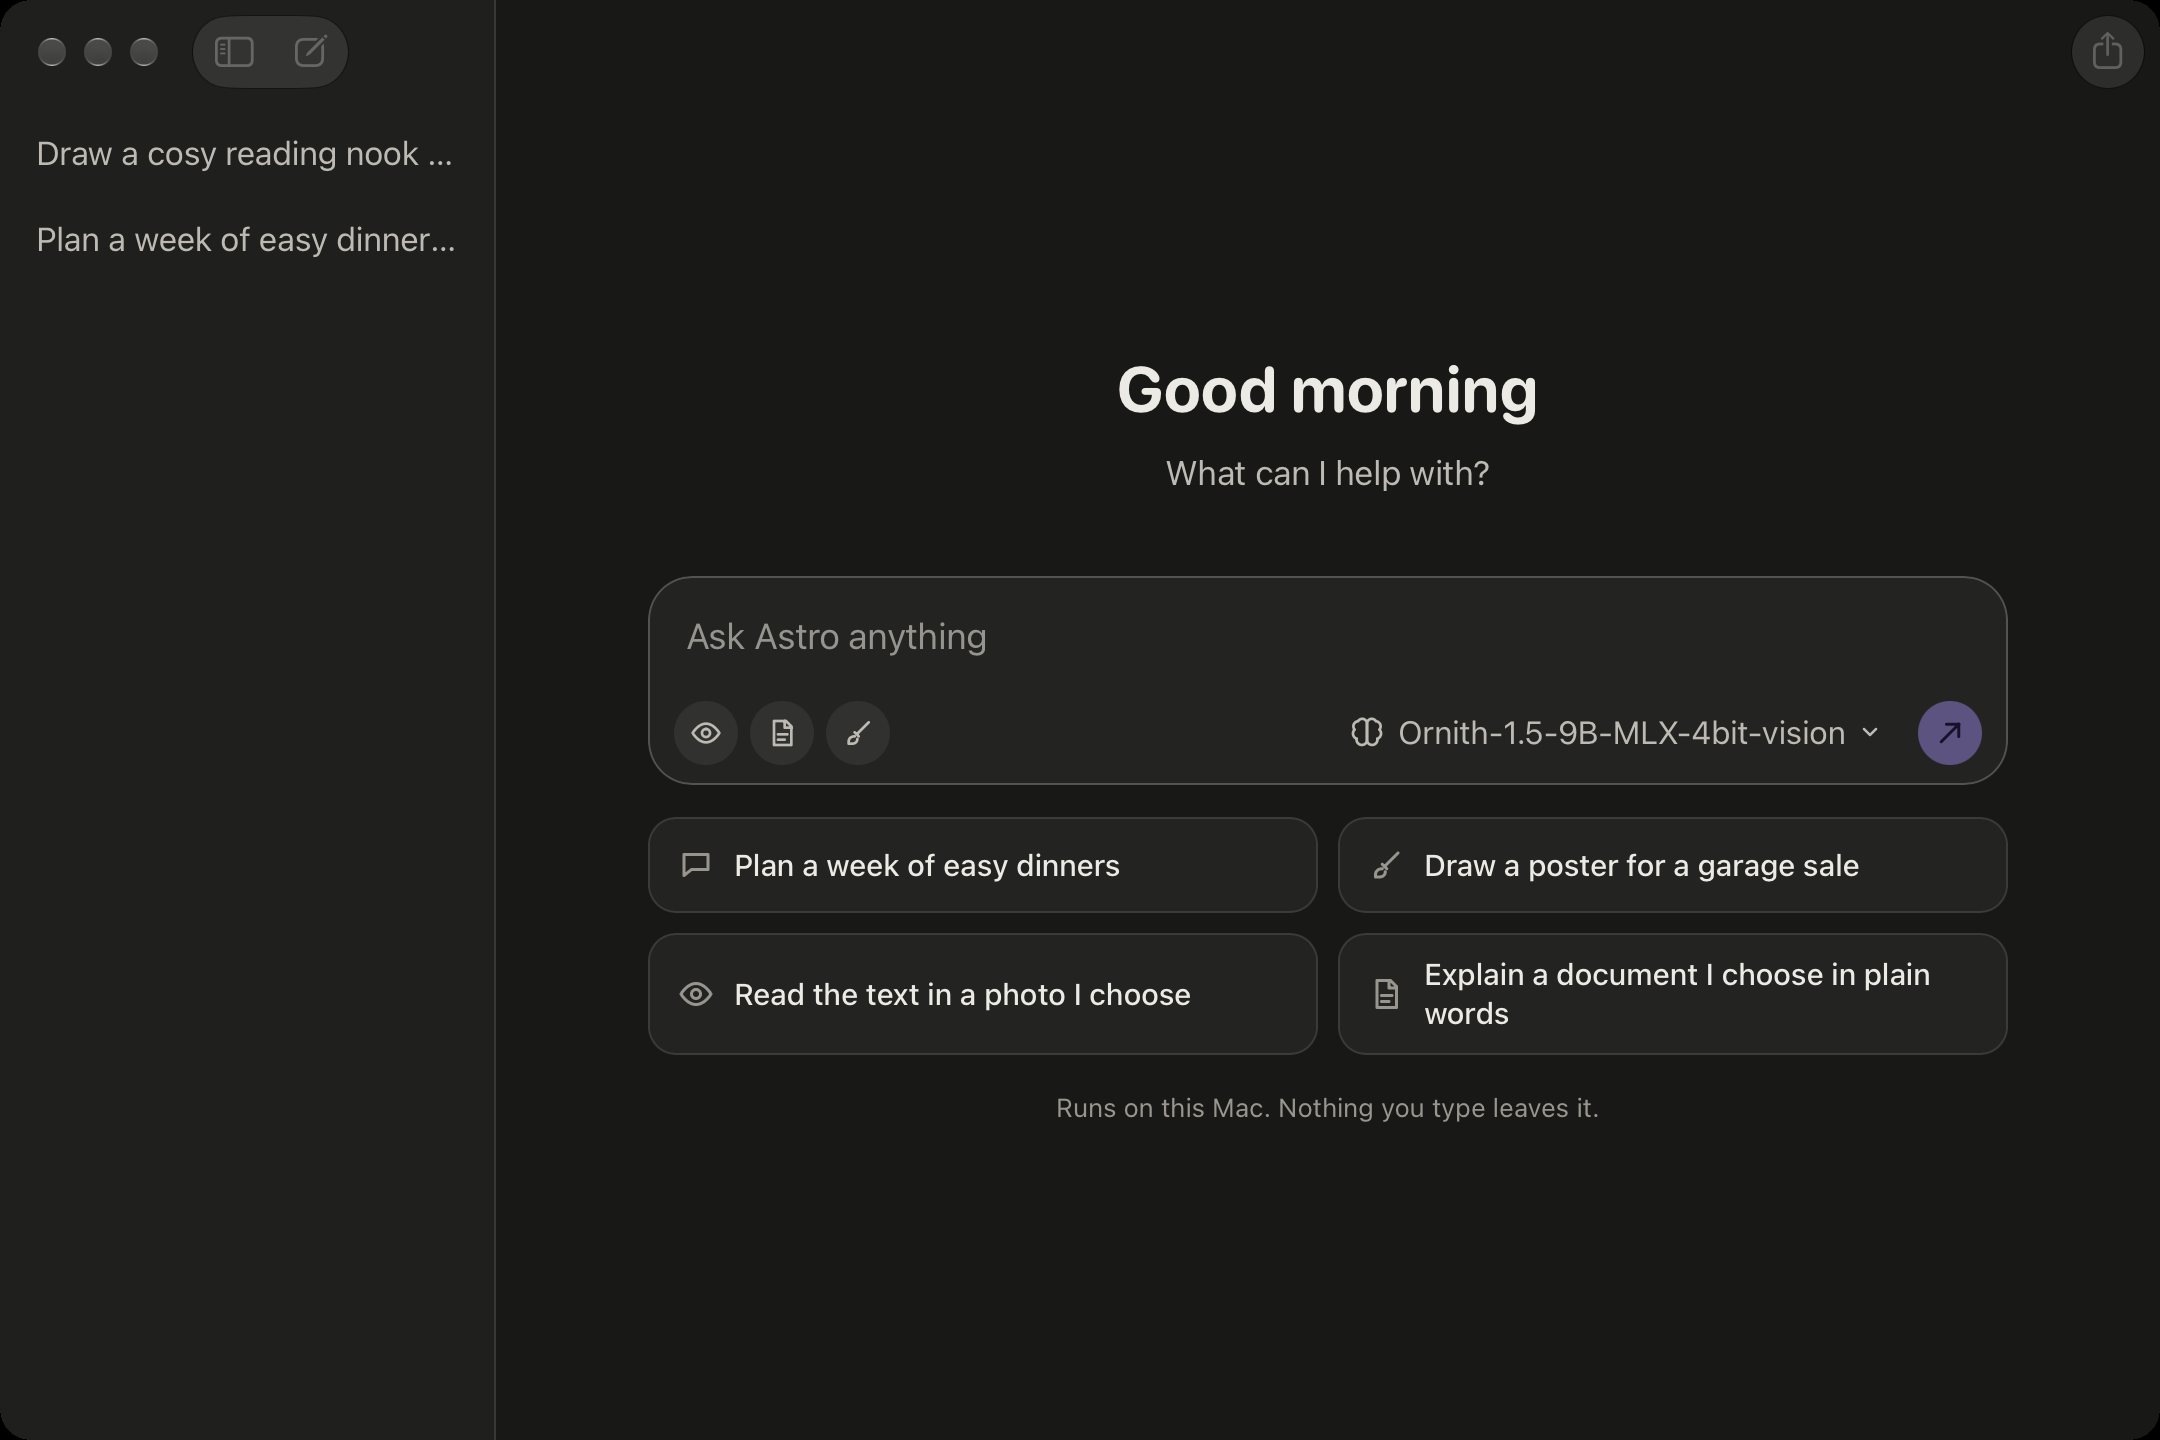 Draw a cosy reading nook ...
Plan a week of easy dinner...
Good morning
What can I help with?
Ask Astro anything
Ornith-1.5-9B-MLX-4bit-vision
Plan a week of easy dinners
Draw a poster for a garage sale
Read the text in a photo I choose
Explain a document I choose in plain
words
Runs on this Mac. Nothing you type leaves it.